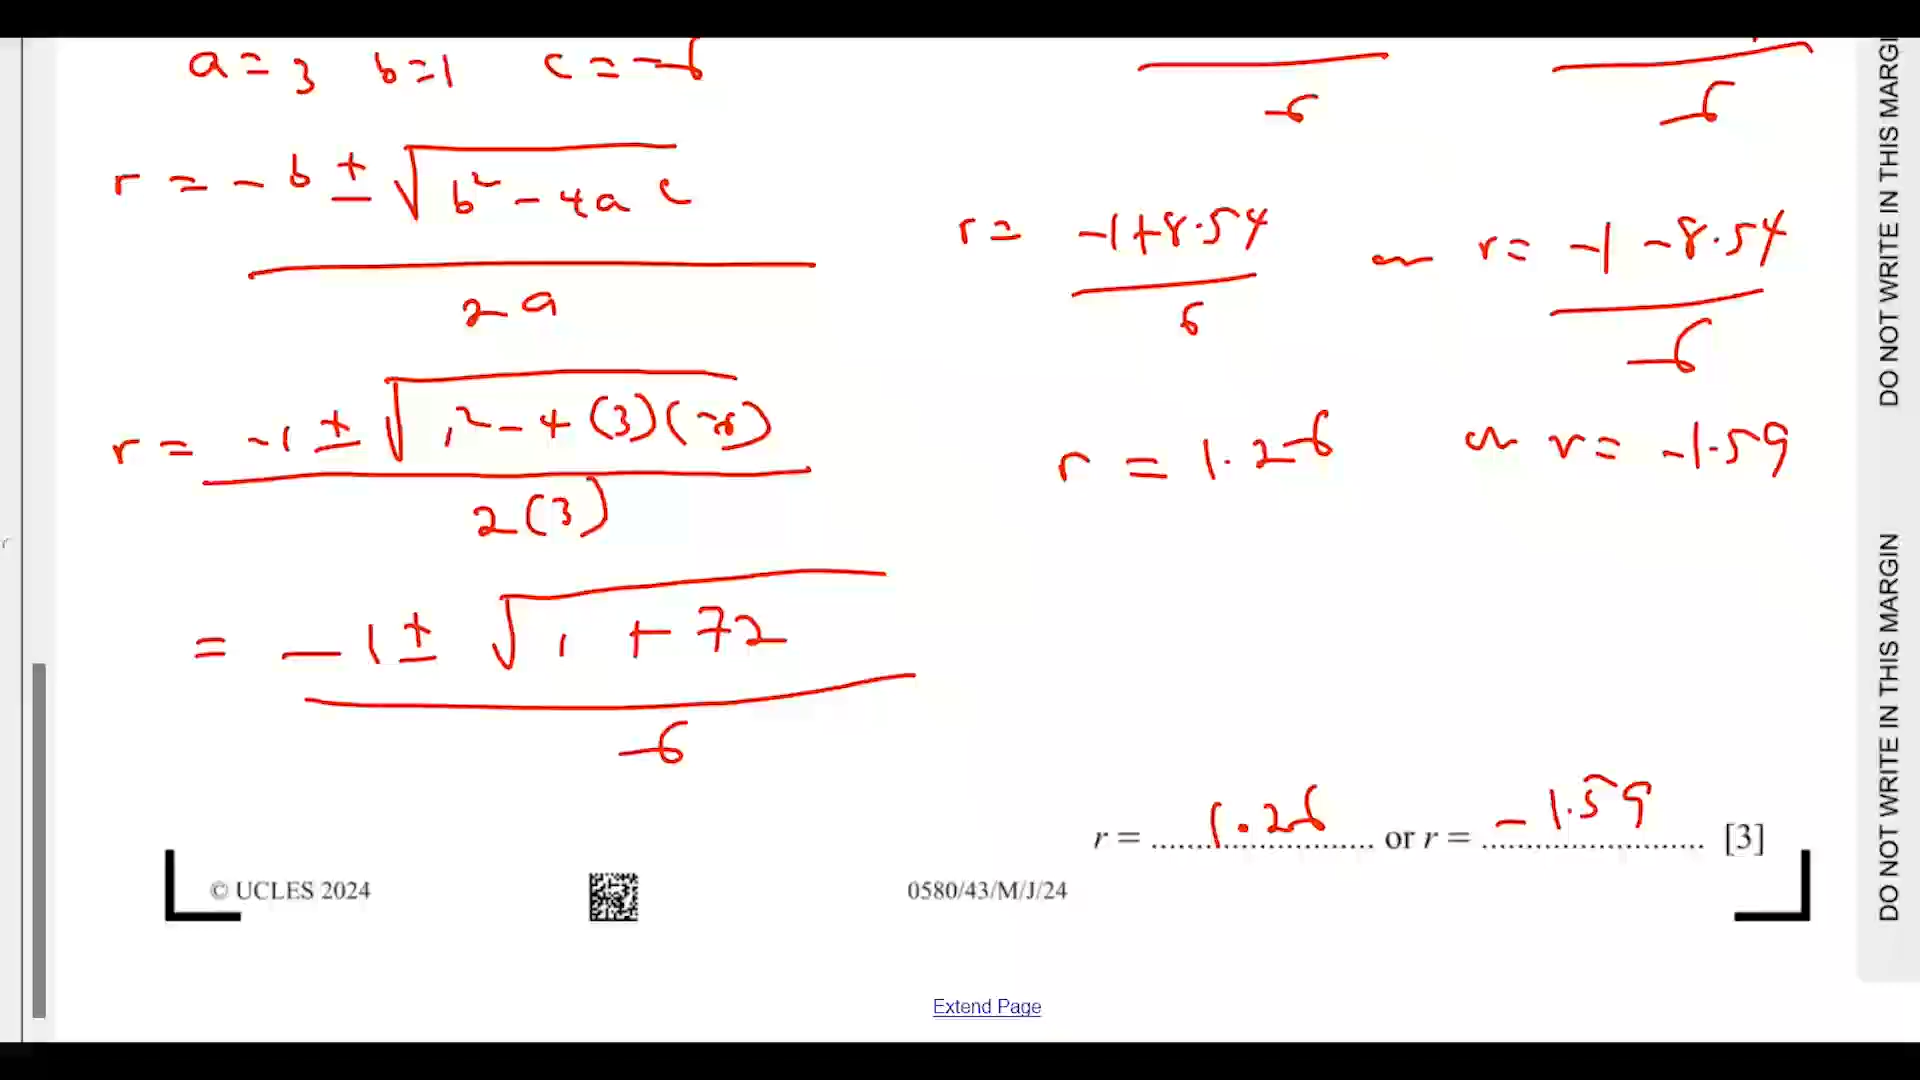 a = 3 b = 1 c = -6
r = -b ± √b² - 4ac
2a
r = -1 ± √1² - 4(3)(-6)
2(3)
= -1 ± √1 + 72
-6
-6 -6
r = -1+8.54 or r = -1 - 8.54
6 -6
r = 1.26 or r = -1.59
r = 1.26 or r = -1.59 [3]
© UCLES 2024 0580/43/M/J/24
Extend Page
DO NOT WRITE IN THIS MARGIN
DO NOT WRITE IN THIS MARGIN